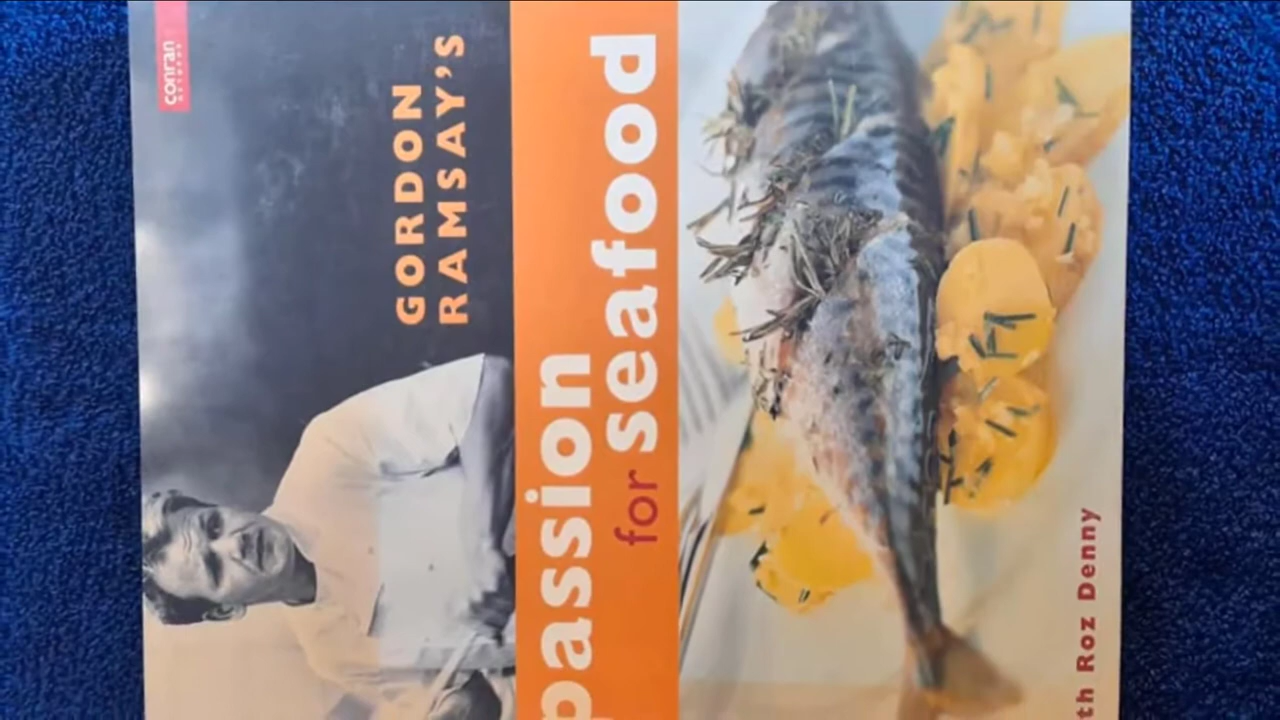 conran
GORDON
RAMSAY'S
passion
for seafood
th Roz Denny